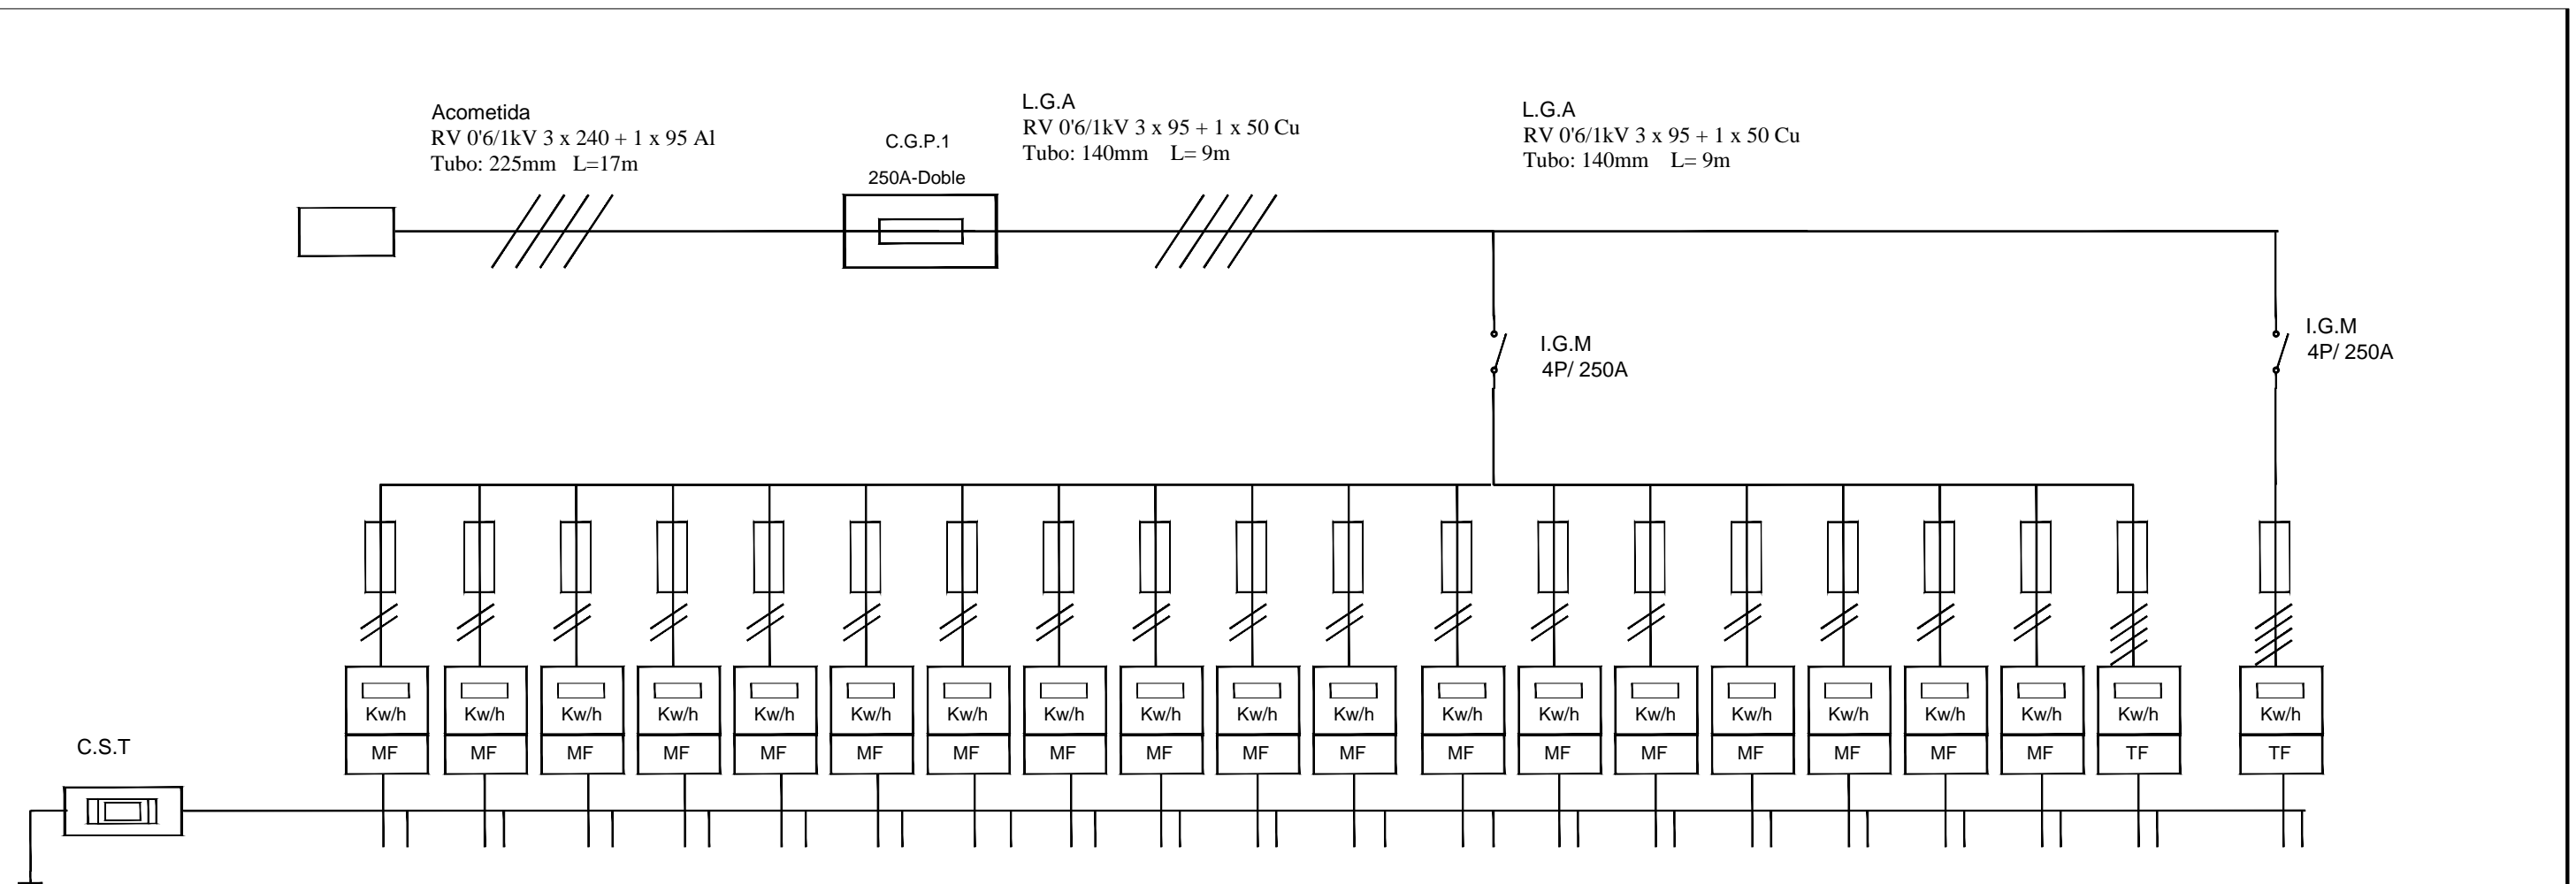 Acometida
RV 0'6/1kV 3 x 240 + 1 x 95 Al
Tubo: 225mm L=17m
C.G.P.1
250A-Doble
L.G.A
RV 0'6/1kV 3 x 95 + 1 x 50 Cu
Tubo: 140mm L= 9m
L.G.A
RV 0'6/1kV 3 x 95 + 1 x 50 Cu
Tubo: 140mm L= 9m
I.G.M
4P/ 250A
I.G.M
4P/ 250A
Kw/h Kw/h Kw/h Kw/h Kw/h Kw/h Kw/h Kw/h Kw/h Kw/h Kw/h Kw/h Kw/h Kw/h Kw/h Kw/h Kw/h Kw/h Kw/h Kw/h
MF MF MF MF MF MF MF MF MF MF MF MF MF MF MF MF MF MF TF TF
C.S.T